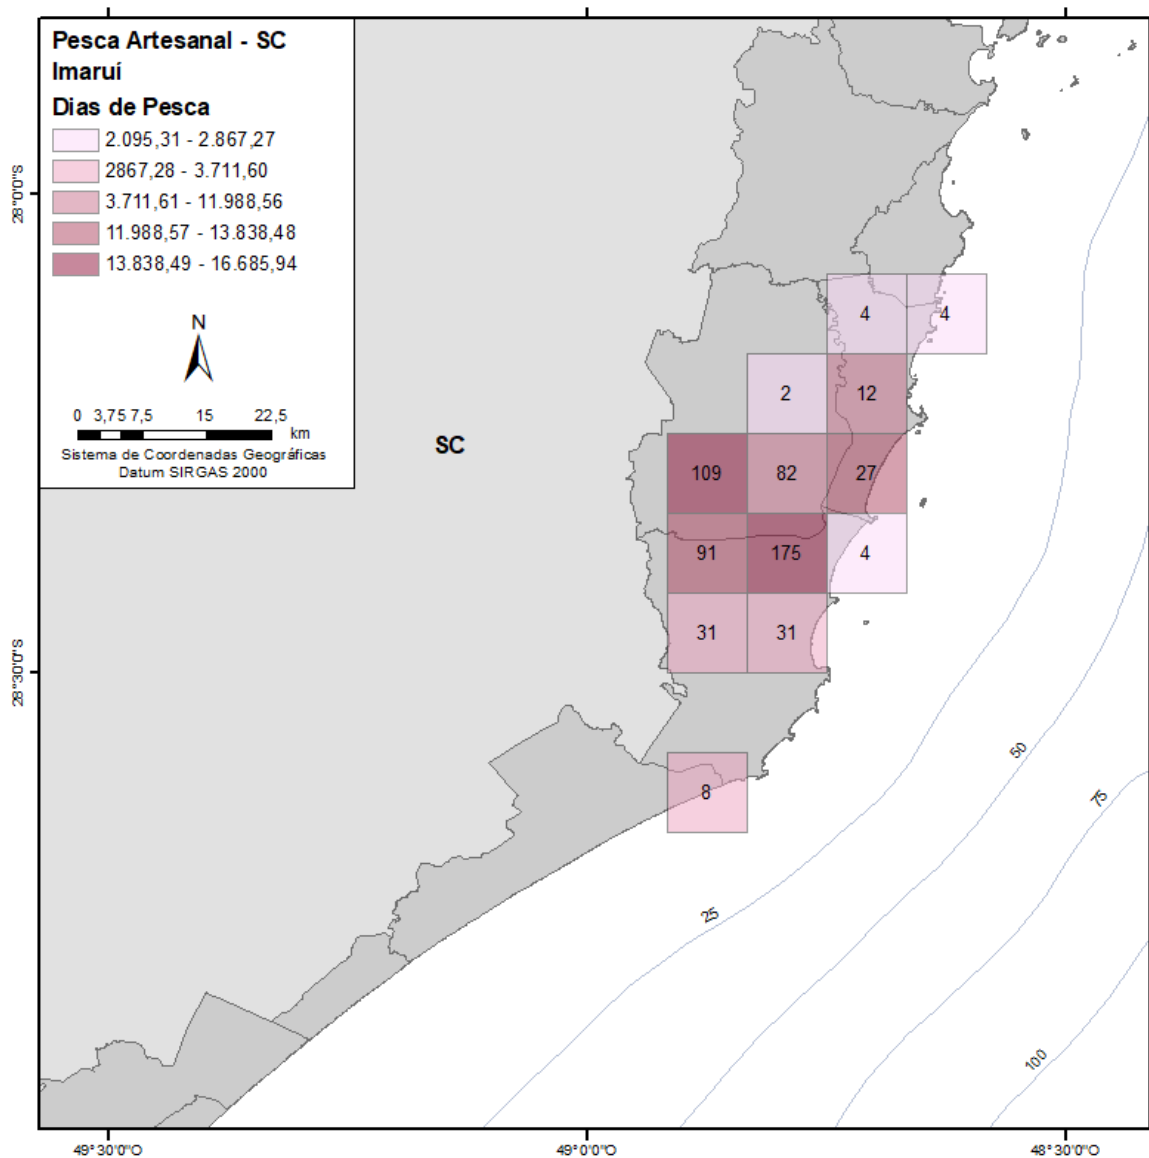 Pesca Artesanal - SC
Imaruí
Dias de Pesca
2.095,31 - 2.867,27
2867,28 - 3.711,60
3.711,61 - 11.988,56
11.988,57 - 13.838,48
13.838,49 - 16.685,94
N
0 3,75 7,5 15 22,5
km
Sistema de Coordenadas Geográficas
Datum SIRGAS 2000
28°0'0"S
28°30'0"S
SC
4 4
2 12
109 82 27
91 175 4
31 31
8
25
50
75
100
49°30'0"O 49°0'0"O 48°30'0"O